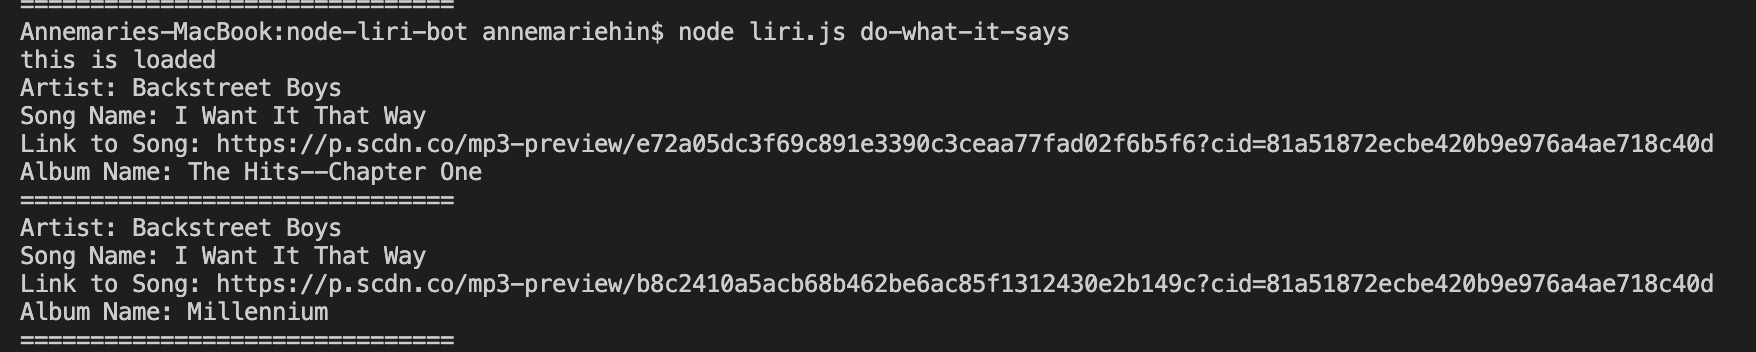 ===============================
Annemaries-MacBook:node-liri-bot annemariehin$ node liri.js do-what-it-says
this is loaded
Artist: Backstreet Boys
Song Name: I Want It That Way
Link to Song: https://p.scdn.co/mp3-preview/e72a05dc3f69c891e3390c3ceaa77fad02f6b5f6?cid=81a51872ecbe420b9e976a4ae718c40d
Album Name: The Hits--Chapter One
===============================
Artist: Backstreet Boys
Song Name: I Want It That Way
Link to Song: https://p.scdn.co/mp3-preview/b8c2410a5acb68b462be6ac85f1312430e2b149c?cid=81a51872ecbe420b9e976a4ae718c40d
Album Name: Millennium
===============================